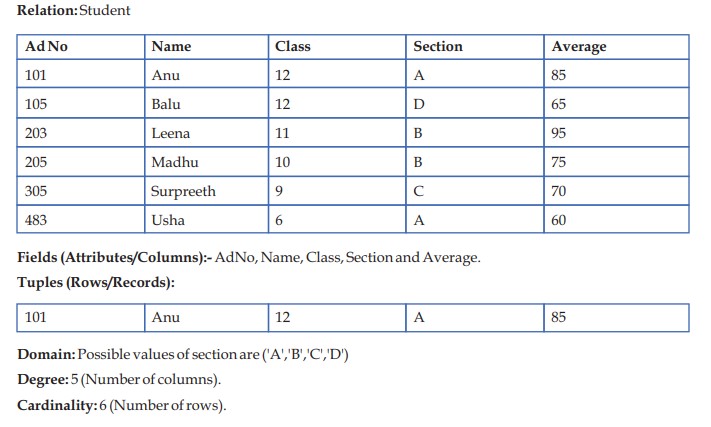 Relation: Student
Ad No Name Class Section Average
101 Anu 12 A 85
105 Balu 12 D 65
203 Leena 11 B 95
205 Madhu 10 B 75
305 Surpreeth 9 C 70
483 Usha 6 A 60
Fields (Attributes/Columns):- AdNo, Name, Class, Section and Average.
Tuples (Rows/Records):
101 Anu 12 A 85
Domain: Possible values of section are ('A','B','C','D')
Degree: 5 (Number of columns).
Cardinality: 6 (Number of rows).